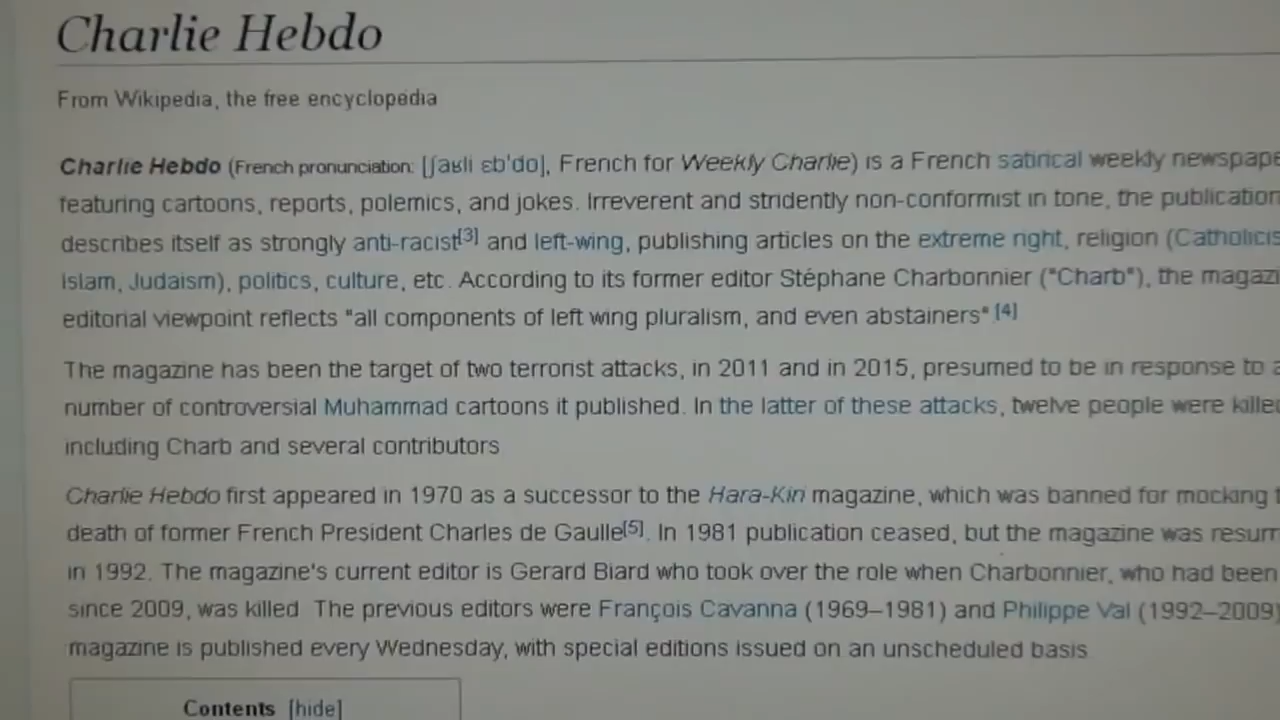 Charlie Hebdo
From Wikipedia, the free encyclopedia
Charlie Hebdo (French pronunciation: [ʃaʁli ɛb'do], French for Weekly Charlie) is a French satirical weekly newspape
featuring cartoons, reports, polemics, and jokes. Irreverent and stridently non-conformist in tone, the publication
describes itself as strongly anti-racist[3] and left-wing, publishing articles on the extreme right, religion (Catholicis
Islam, Judaism), politics, culture, etc. According to its former editor Stéphane Charbonnier ("Charb"), the magazi
editorial viewpoint reflects "all components of left wing pluralism, and even abstainers" [4]
The magazine has been the target of two terrorist attacks, in 2011 and in 2015, presumed to be in response to a
number of controversial Muhammad cartoons it published. In the latter of these attacks, twelve people were kille
including Charb and several contributors
Charlie Hebdo first appeared in 1970 as a successor to the Hara-Kiri magazine, which was banned for mocking t
death of former French President Charles de Gaulle[5]. In 1981 publication ceased, but the magazine was resurr
in 1992. The magazine's current editor is Gerard Biard who took over the role when Charbonnier, who had been
since 2009, was killed The previous editors were François Cavanna (1969–1981) and Philippe Val (1992–2009)
magazine is published every Wednesday, with special editions issued on an unscheduled basis
Contents [hide]